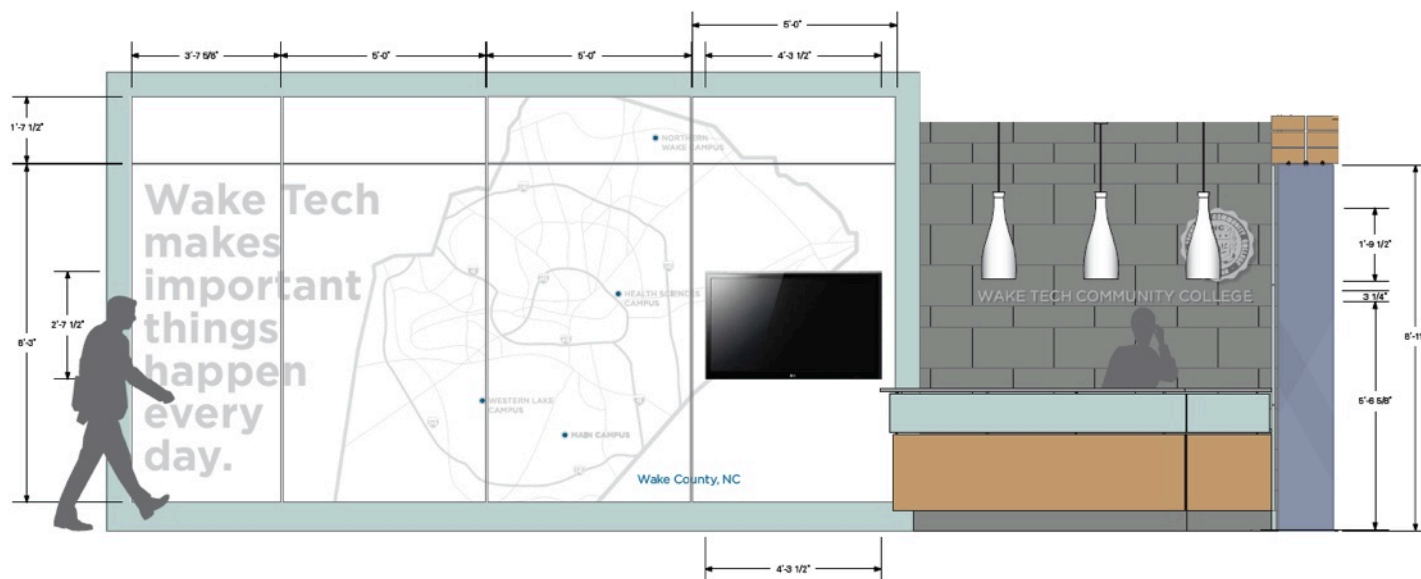 5'-0"
3'-7 5/8"
5'-0"
5'-0"
4'-3 1/2"
1'-7 1/2"
NORTHERN
WAKE CAMPUS
Wake Tech
makes
important
things
happen
every
day.
2'-7 1/2"
8'-3"
HEALTH SCIENCES
CAMPUS
WESTERN LAKE
CAMPUS
MAIN CAMPUS
Wake County, NC
LG
WAKE TECH COMMUNITY COLLEGE
1'-9 1/2"
3 1/4"
8'-11
5'-6 5/8"
4'-3 1/2"